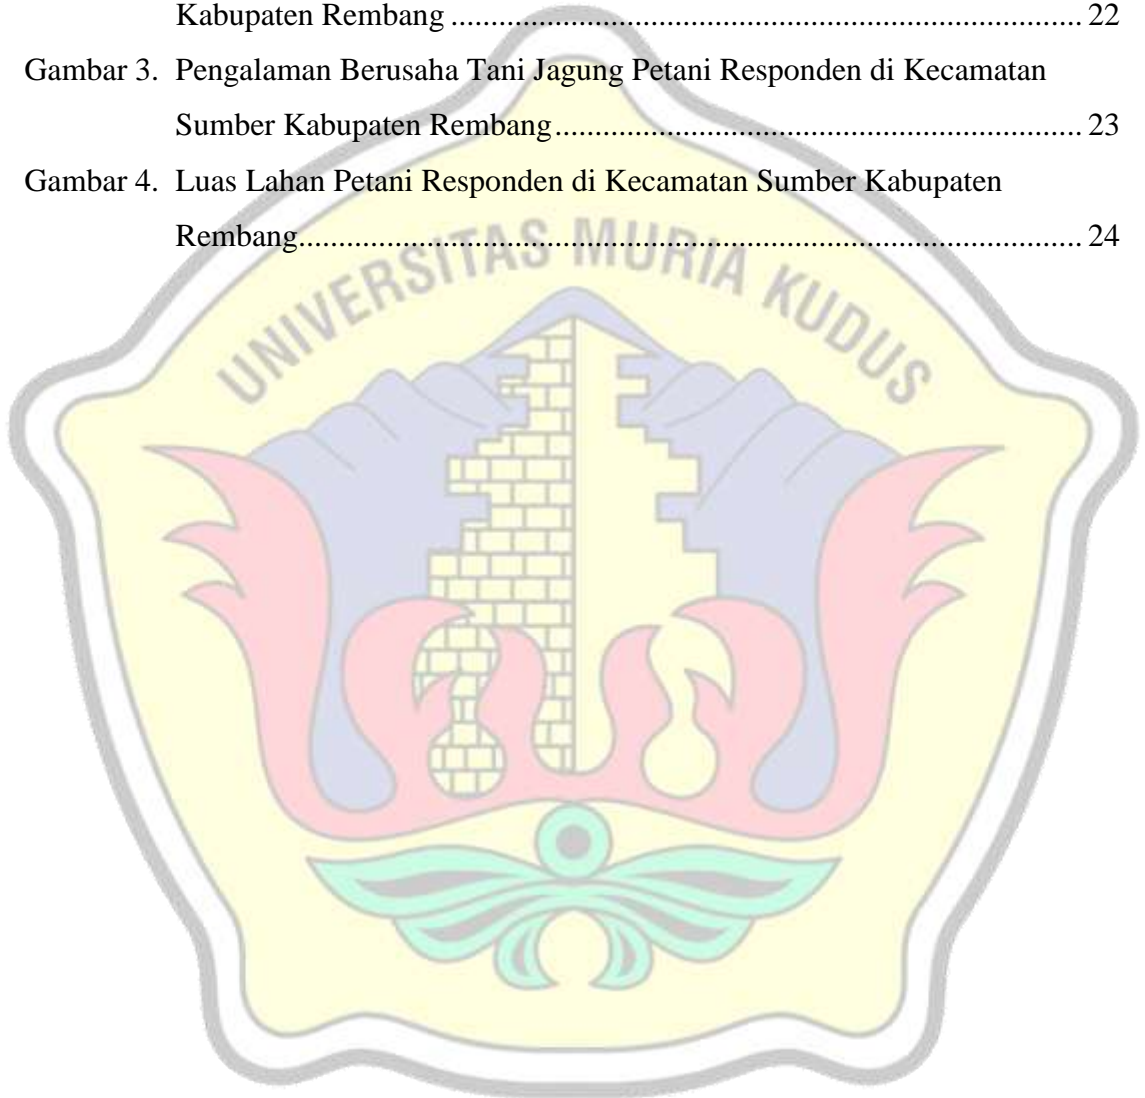 Kabupaten Rembang ................................................................................ 22
Gambar 3. Pengalaman Berusaha Tani Jagung Petani Responden di Kecamatan
Sumber Kabupaten Rembang................................................................... 23
Gambar 4. Luas Lahan Petani Responden di Kecamatan Sumber Kabupaten
Rembang................................................................................................... 24
UNIVERSITAS MURIA KUDUS